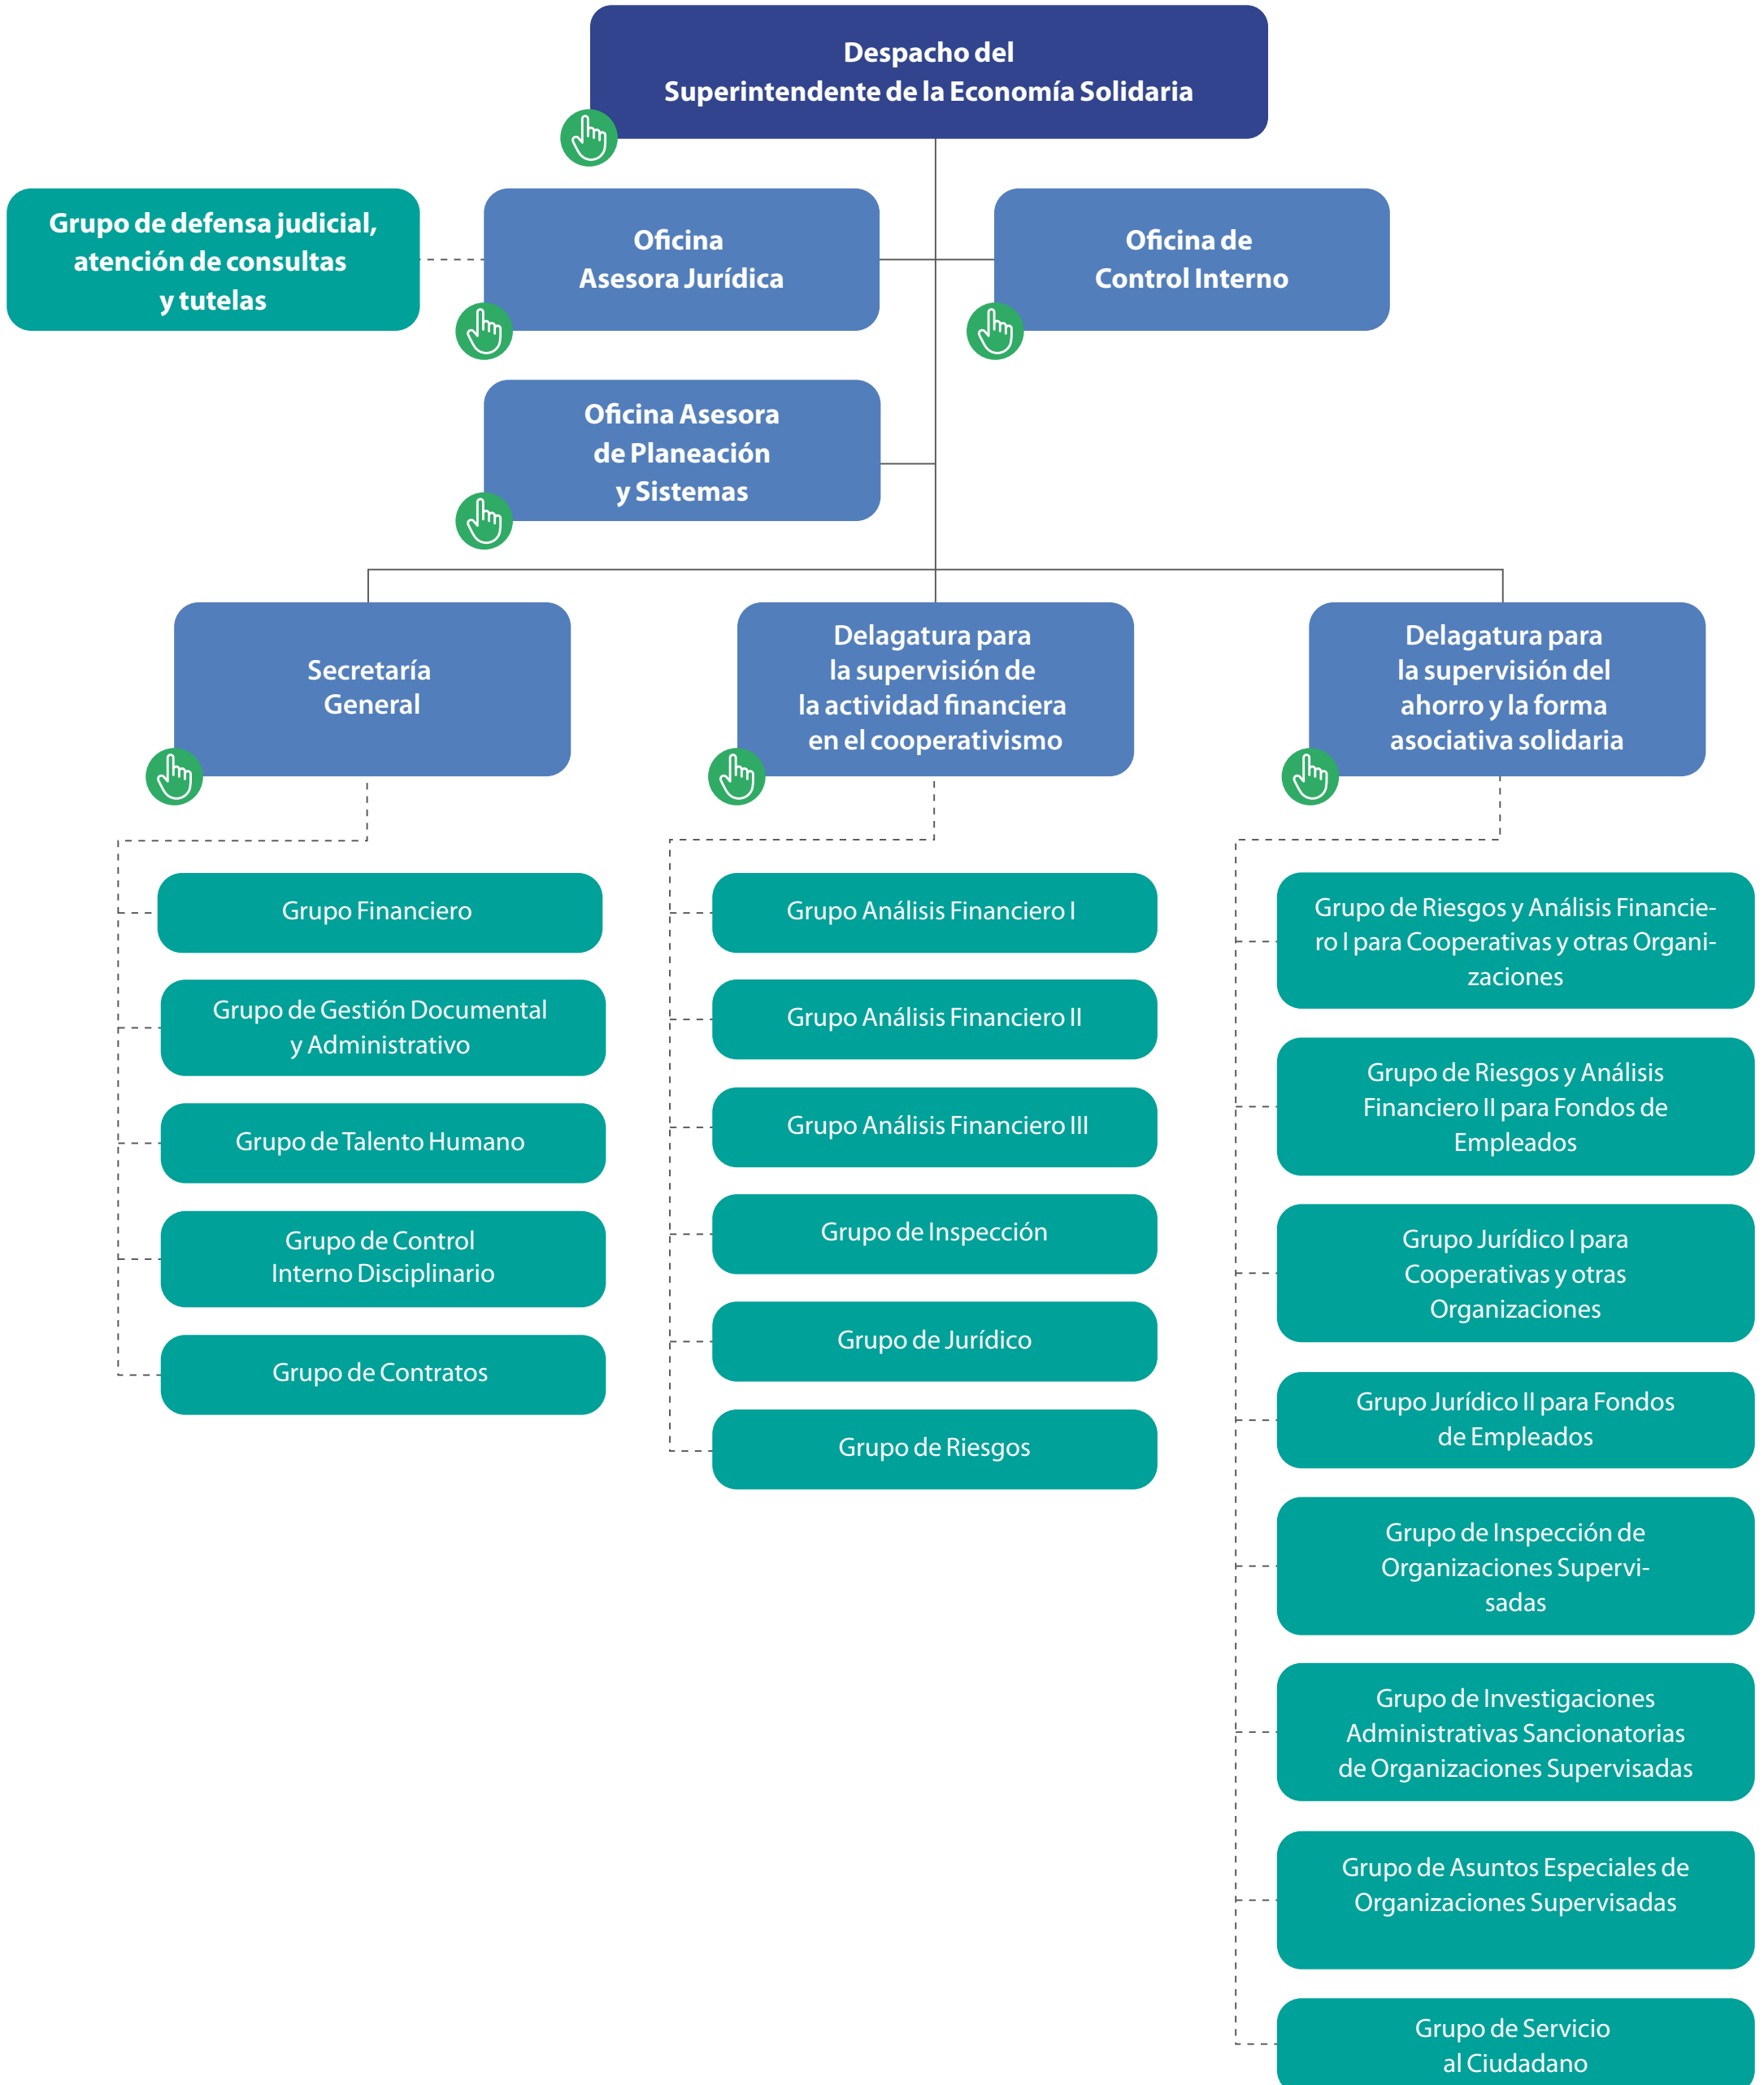 Despacho del
Superintendente de la Economía Solidaria
Grupo de defensa judicial,
atención de consultas
y tutelas
Oficina
Asesora Jurídica
Oficina de
Control Interno
Oficina Asesora
de Planeación
y Sistemas
Secretaría
General
Delagatura para
la supervisión de
la actividad financiera
en el cooperativismo
Delagatura para
la supervisión del
ahorro y la forma
asociativa solidaria
Grupo Financiero
Grupo de Gestión Documental
y Administrativo
Grupo de Talento Humano
Grupo de Control
Interno Disciplinario
Grupo de Contratos
Grupo Análisis Financiero I
Grupo Análisis Financiero II
Grupo Análisis Financiero III
Grupo de Inspección
Grupo de Jurídico
Grupo de Riesgos
Grupo de Riesgos y Análisis Financie-
ro I para Cooperativas y otras Organi-
zaciones
Grupo de Riesgos y Análisis
Financiero II para Fondos de
Empleados
Grupo Jurídico I para
Cooperativas y otras
Organizaciones
Grupo Jurídico II para Fondos
de Empleados
Grupo de Inspección de
Organizaciones Supervi-
sadas
Grupo de Investigaciones
Administrativas Sancionatorias
de Organizaciones Supervisadas
Grupo de Asuntos Especiales de
Organizaciones Supervisadas
Grupo de Servicio
al Ciudadano